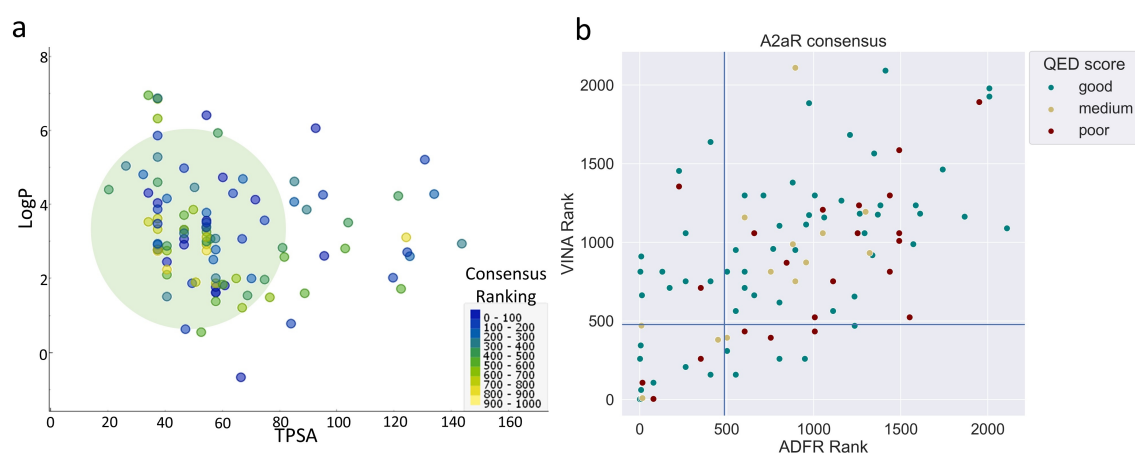 a
8
6
4
2
0
LogP
0
20
40
60
80
100
120
140
160
TPSA
Consensus
Ranking
0 - 100
100 - 200
200 - 300
300 - 400
400 - 500
500 - 600
600 - 700
700 - 800
800 - 900
900 - 1000
b
A2aR consensus
2000
1500
1000
500
0
VINA Rank
0
500
1000
1500
2000
ADFR Rank
QED score
good
medium
poor